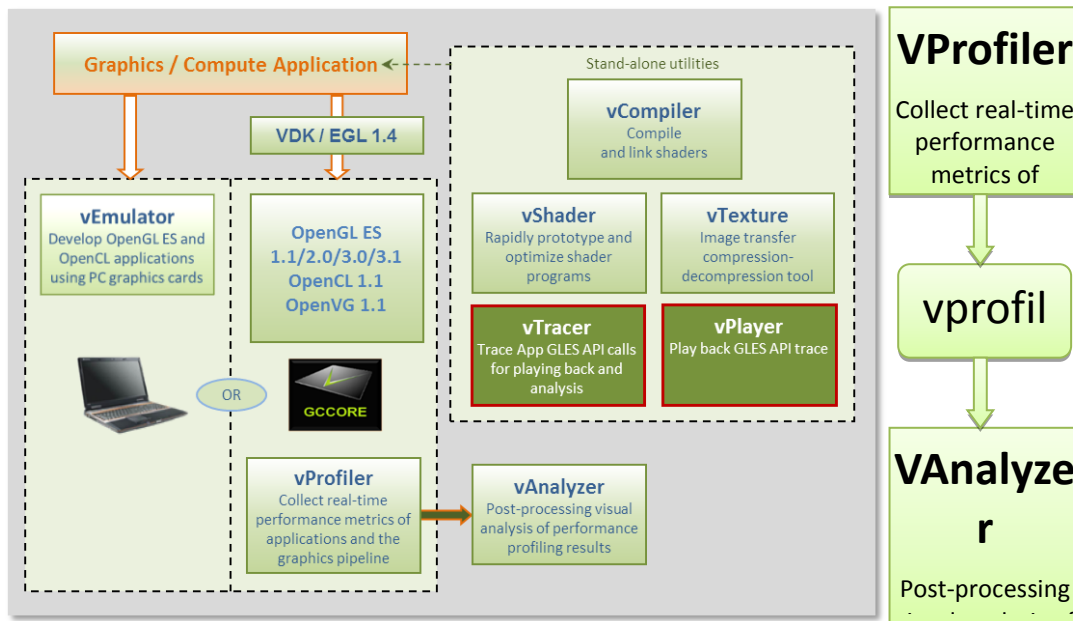 Graphics / Compute Application
VDK / EGL 1.4
vEmulator
Develop OpenGL ES and
OpenCL applications
using PC graphics cards
OpenGL ES
1.1/2.0/3.0/3.1
OpenCL 1.1
OpenVG 1.1
OR
GCCORE
vProfiler
Collect real-time
performance metrics of
applications and the
graphics pipeline
vAnalyzer
Post-processing visual
analysis of performance
profiling results
Stand-alone utilities
vCompiler
Compile
and link shaders
vShader
Rapidly prototype and
optimize shader
programs
vTexture
Image transfer
compression-
decompression tool
vTracer
Trace App GLES API calls
for playing back and
analysis
vPlayer
Play back GLES API trace
VProfiler
Collect real-time
performance
metrics of
vprofil
VAnalyze
r
Post-processing